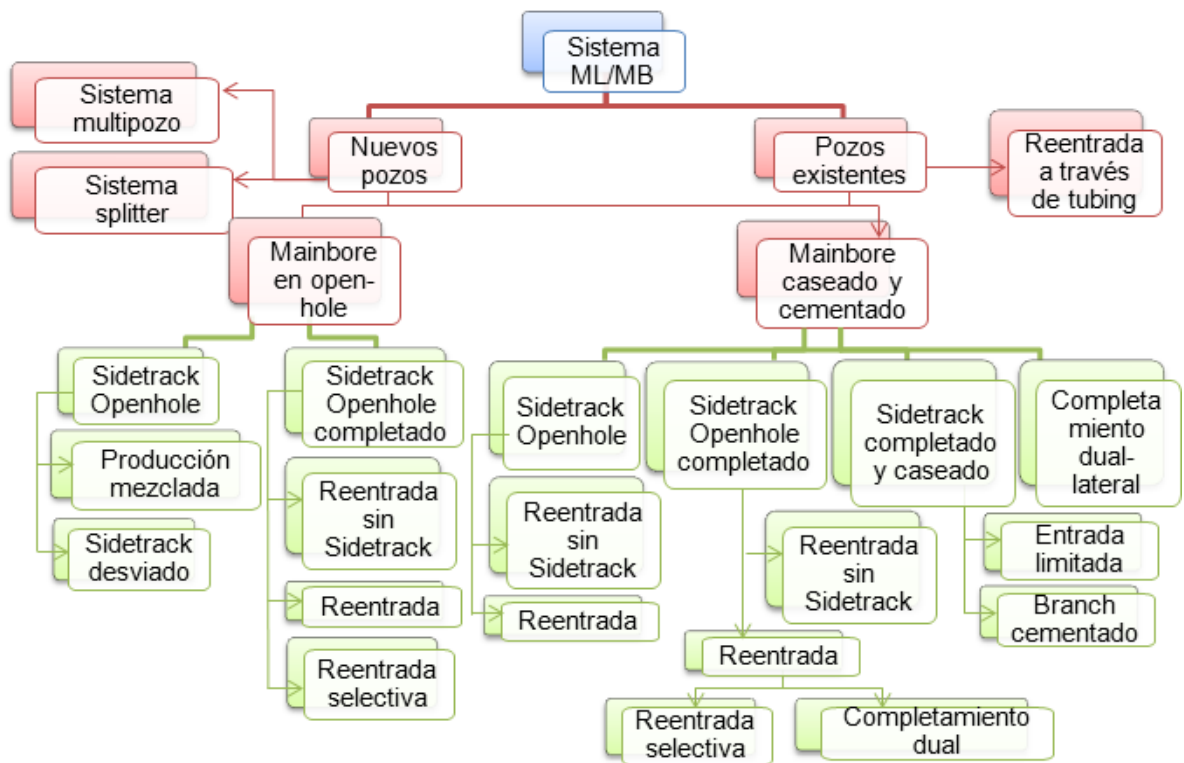 Sistema
ML/MB
Sistema
multipozo
Nuevos
pozos
Pozos
existentes
Reentrada
a través
de tubing
Sistema
splitter
Mainbore
en open-
hole
Mainbore
caseado y
cementado
Sidetrack
Openhole
Producción
mezclada
Sidetrack
desviado
Sidetrack
Openhole
completado
Reentrada
sin
Sidetrack
Reentrada
Reentrada
selectiva
Sidetrack
Openhole
Reentrada
sin
Sidetrack
Reentrada
Sidetrack
Openhole
completado
Reentrada
sin
Sidetrack
Reentrada
Reentrada
selectiva
Completamiento
dual
Sidetrack
completado
y caseado
Entrada
limitada
Branch
cementado
Completa
miento
dual-
lateral